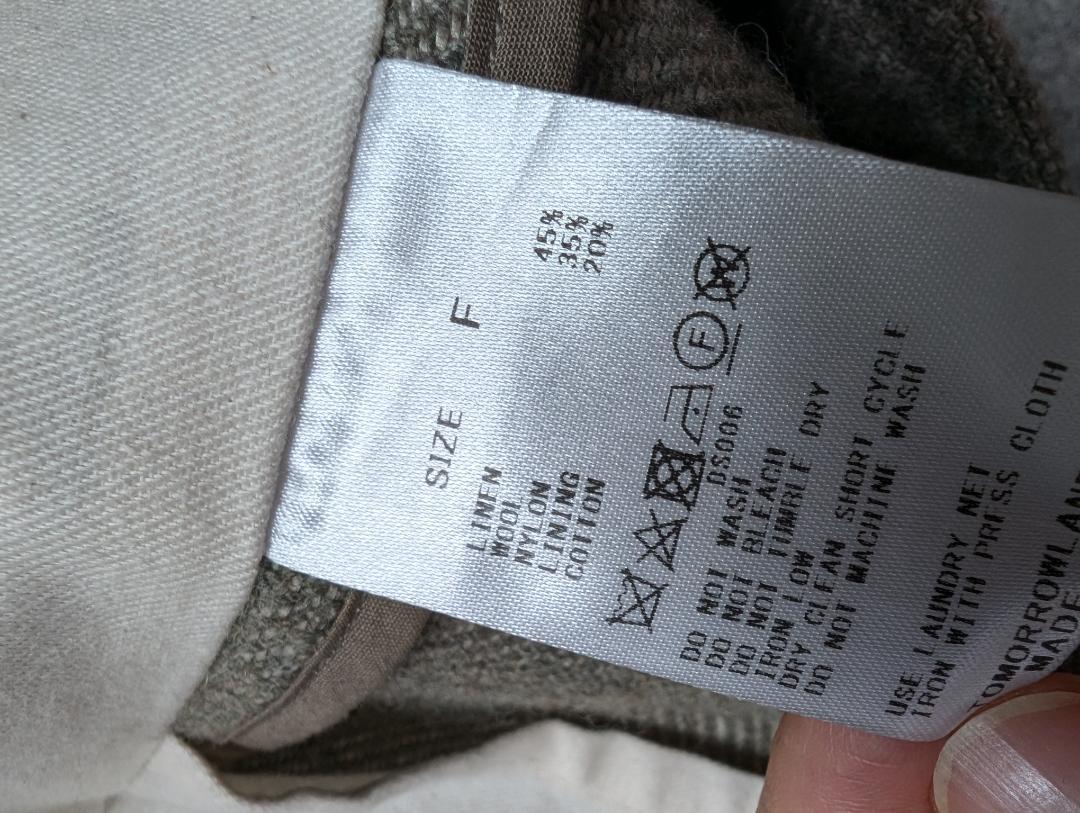 SIZE F
LINEN 45%
WOOL 35%
NYLON 20%
LINING
COTTON
F W
DS006
DO NOT WASH
DO NOT BLEACH
DO NOT TUMBLE DRY
IRON LOW
DRY CLEAN SHORT CYCLE
DO NOT MACHINE WASH
USE LAUNDRY NET
IRON WITH PRESS CLOTH
TOMORROWLAND
MADE